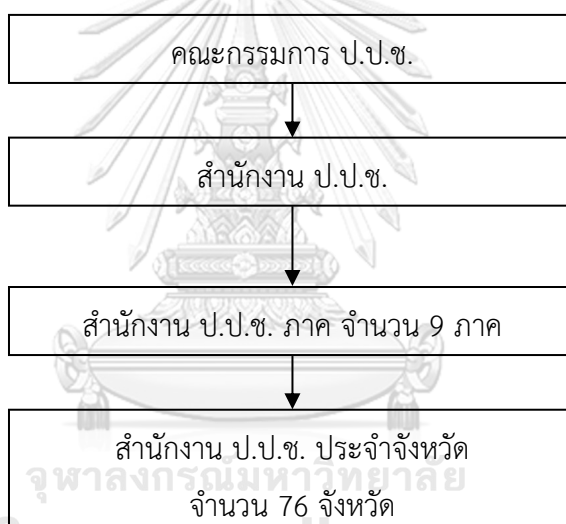 คณะกรรมการ ป.ป.ช.
สำนักงาน ป.ป.ช.
สำนักงาน ป.ป.ช. ภาค จำนวน 9 ภาค
สำนักงาน ป.ป.ช. ประจำจังหวัด
จุฬาลงกรณ์มหาวิทยาลัย
จำนวน 76 จังหวัด